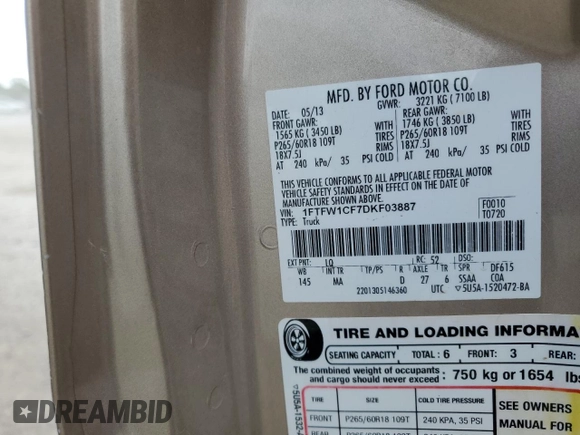 MFD. BY FORD MOTOR CO.
DATE: 05/13 GVWR: 3221 KG ( 7100 LB)
FRONT GAWR: REAR GAWR:
1565 KG ( 3450 LB) WITH 1746 KG ( 3850 LB) WITH
P265/60R18 109T TIRES P265/60R18 109T TIRES
18X7.5J RIMS 18X7.5J RIMS
AT 240 kPa/ 35 PSI COLD AT 240 kPa/ 35 PSI COLD
THIS VEHICLE CONFORMS TO ALL APPLICABLE FEDERAL MOTOR
VEHICLE SAFETY STANDARDS IN EFFECT ON THE DATE OF
MANUFACTURE SHOWN ABOVE.
VIN: 1FTFW1CF7DKF03887 F0010
TYPE: Truck T0720
EXT PNT: LQ RC: 52 DSO:
WB INT TR TP/PS R AXLE TR SPR DF615
145 MA D 27 6 SSAA COA
2201305146360 UTC 5U5A-1520472-BA
TIRE AND LOADING INFORMA
SEATING CAPACITY TOTAL: 6 FRONT: 3 REAR:
The combined weight of occupants
and cargo should never exceed: 750 kg or 1654 lbs
TIRE SIZE COLD TIRE PRESSURE SEE OWNERS
FRONT P265/60R18 109T 240 KPA, 35 PSI MANUAL FOR
DREAMBID